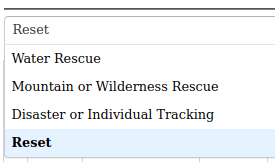 Reset
Water Rescue
Mountain or Wilderness Rescue
Disaster or Individual Tracking
Reset